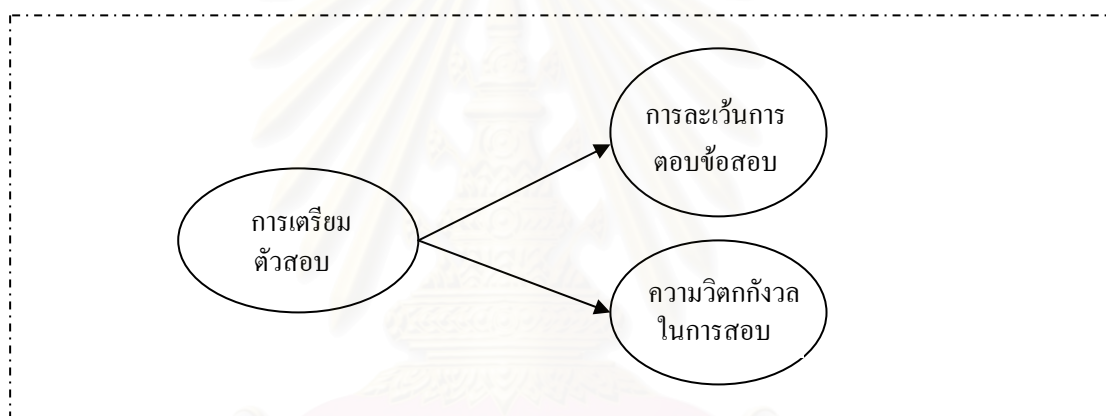 การละเว้นการ
ตอบข้อสอบ
การเตรียม
ตัวสอบ
ความวิตกกังวล
ในการสอบ